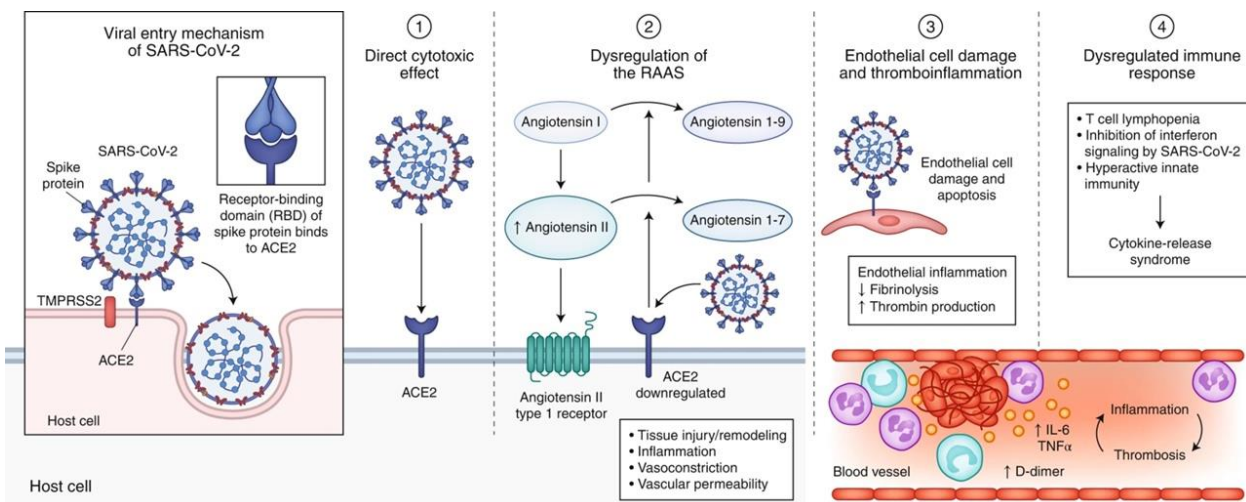 Viral entry mechanism
of SARS-CoV-2
SARS-CoV-2
Spike
protein
Receptor-binding
domain (RBD) of
spike protein binds
to ACE2
TMPRSS2
ACE2
Host cell
Host cell
1
Direct cytotoxic
effect
ACE2
2
Dysregulation of
the RAAS
Angiotensin I
Angiotensin 1-9
↑ Angiotensin II
Angiotensin 1-7
Angiotensin II
type 1 receptor
ACE2
downregulated
• Tissue injury/remodeling
• Inflammation
• Vasoconstriction
• Vascular permeability
3
Endothelial cell damage
and thromboinflammation
Endothelial cell
damage and
apoptosis
Endothelial inflammation
↓ Fibrinolysis
↑ Thrombin production
4
Dysregulated immune
response
• T cell lymphopenia
• Inhibition of interferon
signaling by SARS-CoV-2
• Hyperactive innate
immunity
Cytokine-release
syndrome
Blood vessel
↑ IL-6
TNFα
↑ D-dimer
Inflammation
Thrombosis